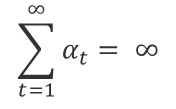 ∑_{t=1}^{∞} α_t = ∞